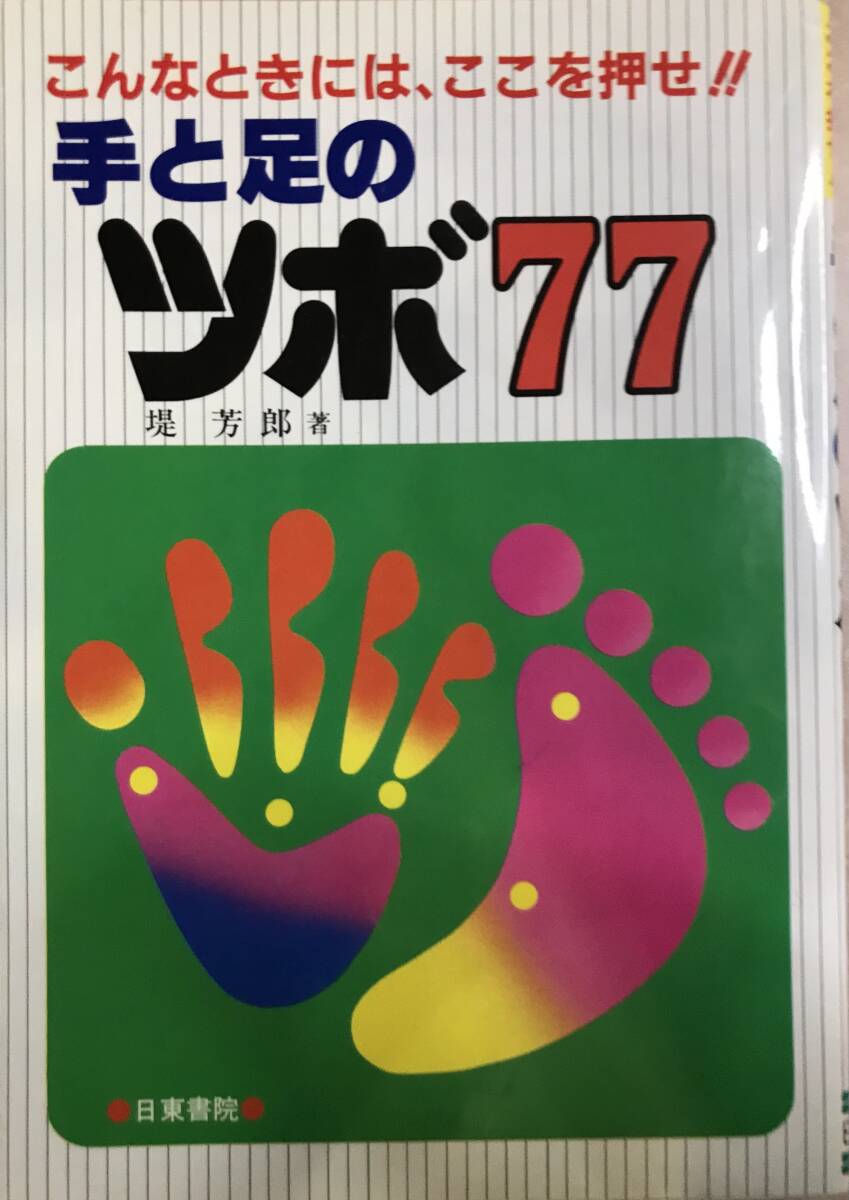 こんなときには、ここを押せ!!
手と足の
ツボ77
堤芳郎著
●日東書院●